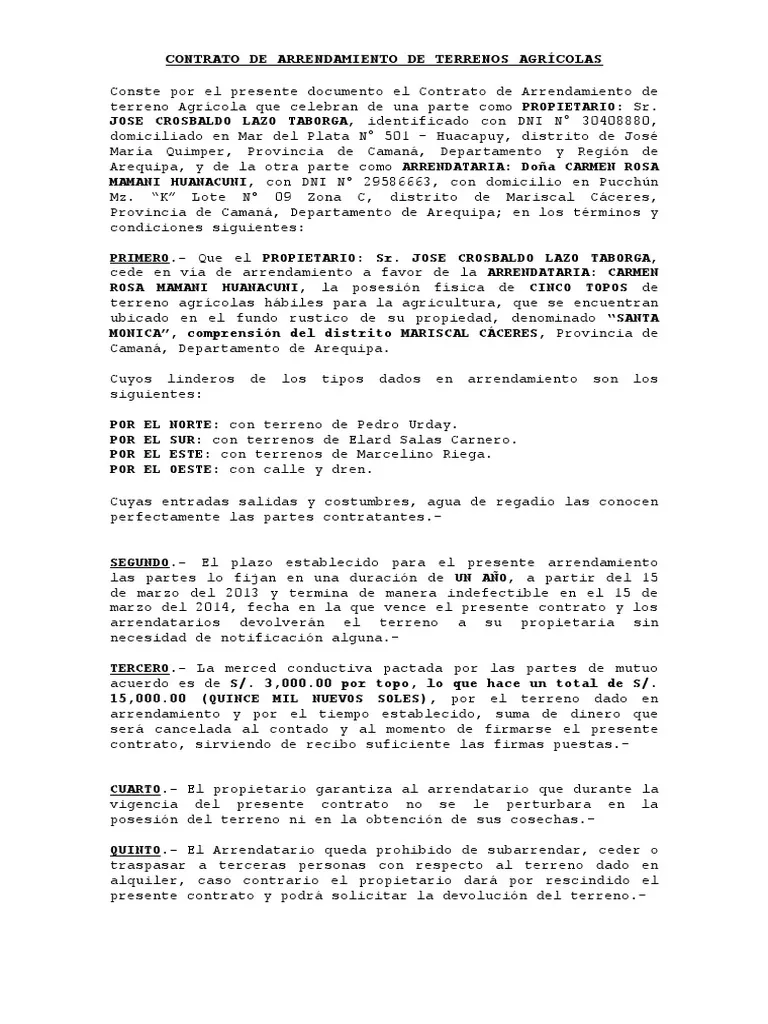 CONTRATO DE ARRENDAMIENTO DE TERRENOS AGRÍCOLAS
Conste por el presente documento el Contrato de Arrendamiento de
terreno Agrícola que celebran de una parte como PROPIETARIO: Sr.
JOSE CROSBALDO LAZO TABORGA, identificado con DNI N° 30408880,
domiciliado en Mar del Plata N° 501 – Huacapuy, distrito de José
María Quimper, Provincia de Camaná, Departamento y Región de
Arequipa, y de la otra parte como ARRENDATARIA: Doña CARMEN ROSA
MAMANI HUANACUNI, con DNI N° 29586663, con domicilio en Pucchún
Mz. “K” Lote N° 09 Zona C, distrito de Mariscal Cáceres,
Provincia de Camaná, Departamento de Arequipa; en los términos y
condiciones siguientes:
PRIMERO.- Que el PROPIETARIO: Sr. JOSE CROSBALDO LAZO TABORGA,
cede en vía de arrendamiento a favor de la ARRENDATARIA: CARMEN
ROSA MAMANI HUANACUNI, la posesión física de CINCO TOPOS de
terreno agrícolas hábiles para la agricultura, que se encuentran
ubicado en el fundo rustico de su propiedad, denominado “SANTA
MONICA”, comprensión del distrito MARISCAL CÁCERES, Provincia de
Camaná, Departamento de Arequipa.
Cuyos linderos de los tipos dados en arrendamiento son los
siguientes:
POR EL NORTE: con terreno de Pedro Urday.
POR EL SUR: con terrenos de Elard Salas Carnero.
POR EL ESTE: con terrenos de Marcelino Riega.
POR EL OESTE: con calle y dren.
Cuyas entradas salidas y costumbres, agua de regadio las conocen
perfectamente las partes contratantes.-
SEGUNDO.- El plazo establecido para el presente arrendamiento
las partes lo fijan en una duración de UN AÑO, a partir del 15
de marzo del 2013 y termina de manera indefectible en el 15 de
marzo del 2014, fecha en la que vence el presente contrato y los
arrendatarios devolverán el terreno a su propietaria sin
necesidad de notificación alguna.-
TERCERO.- La merced conductiva pactada por las partes de mutuo
acuerdo es de S/. 3,000.00 por topo, lo que hace un total de S/.
15,000.00 (QUINCE MIL NUEVOS SOLES), por el terreno dado en
arrendamiento y por el tiempo establecido, suma de dinero que
será cancelada al contado y al momento de firmarse el presente
contrato, sirviendo de recibo suficiente las firmas puestas.-
CUARTO.- El propietario garantiza al arrendatario que durante la
vigencia del presente contrato no se le perturbara en la
posesión del terreno ni en la obtención de sus cosechas.-
QUINTO.- El Arrendatario queda prohibido de subarrendar, ceder o
traspasar a terceras personas con respecto al terreno dado en
alquiler, caso contrario el propietario dará por rescindido el
presente contrato y podrá solicitar la devolución del terreno.-